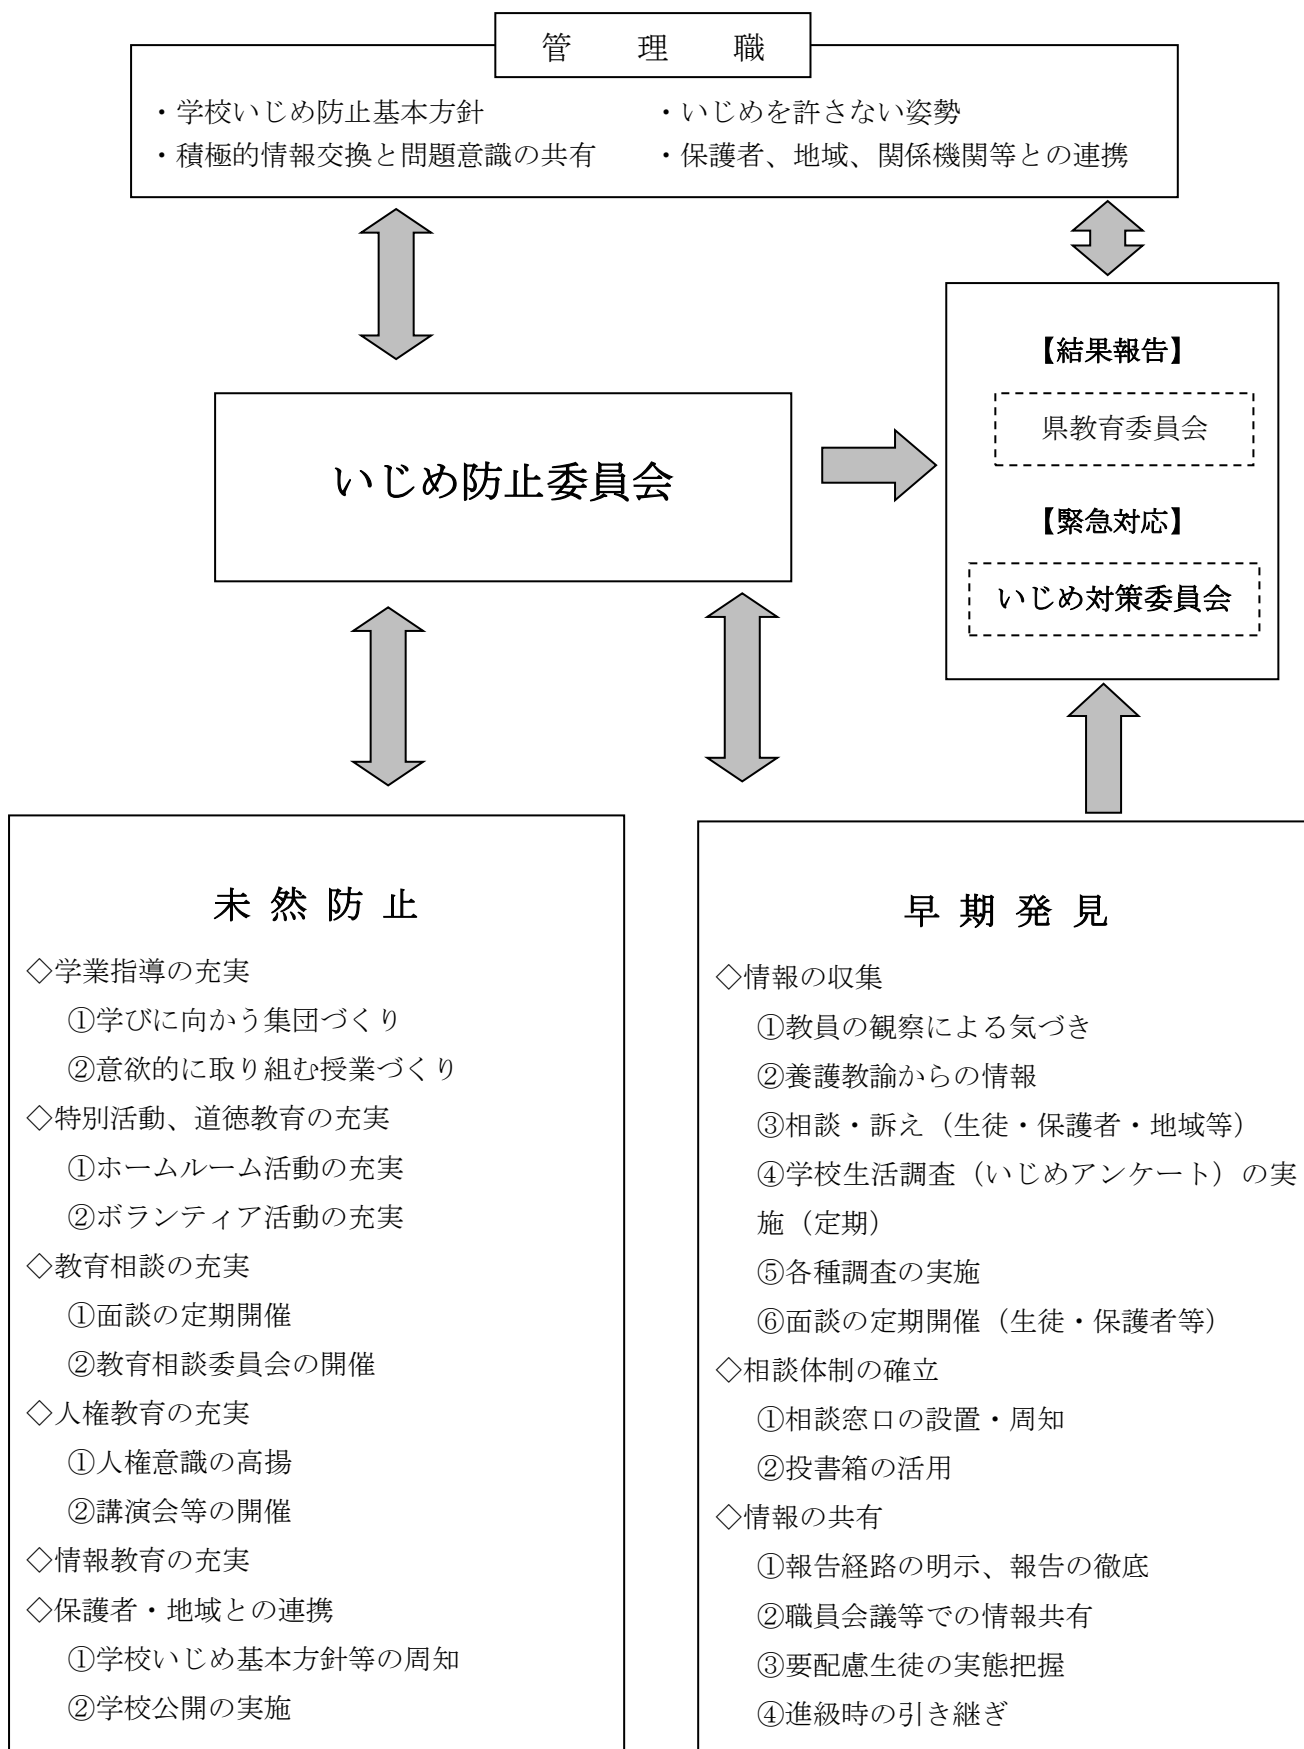 管　理　職
・学校いじめ防止基本方針　・いじめを許さない姿勢
・積極的情報交換と問題意識の共有　・保護者、地域、関係機関等との連携
【結果報告】
県教育委員会
【緊急対応】
いじめ対策委員会
いじめ防止委員会
未 然 防 止
◇学業指導の充実
①学びに向かう集団づくり
②意欲的に取り組む授業づくり
◇特別活動、道徳教育の充実
①ホームルーム活動の充実
②ボランティア活動の充実
◇教育相談の充実
①面談の定期開催
②教育相談委員会の開催
◇人権教育の充実
①人権意識の高揚
②講演会等の開催
◇情報教育の充実
◇保護者・地域との連携
①学校いじめ基本方針等の周知
②学校公開の実施
早 期 発 見
◇情報の収集
①教員の観察による気づき
②養護教諭からの情報
③相談・訴え（生徒・保護者・地域等）
④学校生活調査（いじめアンケート）の実
施（定期）
⑤各種調査の実施
⑥面談の定期開催（生徒・保護者等）
◇相談体制の確立
①相談窓口の設置・周知
②投書箱の活用
◇情報の共有
①報告経路の明示、報告の徹底
②職員会議等での情報共有
③要配慮生徒の実態把握
④進級時の引き継ぎ